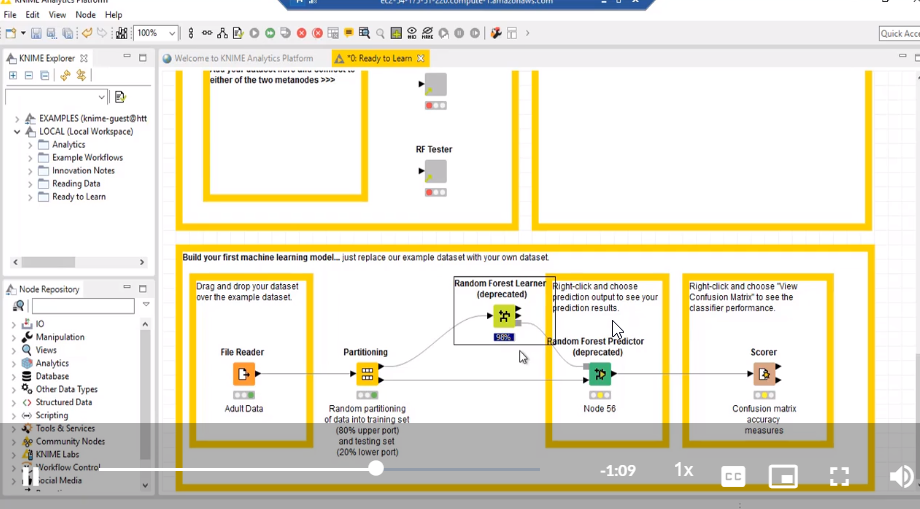 KNIME Analytics Platform
ec2-54-175-51-220.compute-1.amazonaws.com
File Edit View Node Help
100%
Quick Acce
KNIME Explorer
Welcome to KNIME Analytics Platform
*0: Ready to Learn
either of the two metanodes >>>
EXAMPLES (knime-guest@htt
LOCAL (Local Workspace)
Analytics
Example Workflows
Innovation Notes
Reading Data
Ready to Learn
RF Tester
Build your first machine learning model... just replace our example dataset with your own dataset.
Node Repository
IO
Manipulation
Views
Analytics
Database
Other Data Types
Structured Data
Scripting
Tools & Services
Community Nodes
KNIME Labs
Workflow Control
Social Media
Drag and drop your dataset
over the example dataset.
File Reader
Adult Data
Partitioning
Random partitioning
of data into training set
(80% upper port)
and testing set
(20% lower port)
Random Forest Learner
(deprecated)
98%
Right-click and choose
prediction output to see your
prediction results.
Random Forest Predictor
(deprecated)
Node 56
Right-click and choose "View
Confusion Matrix" to see the
classifier performance.
Scorer
Confusion matrix
accuracy
measures
-1:09
1x
CC